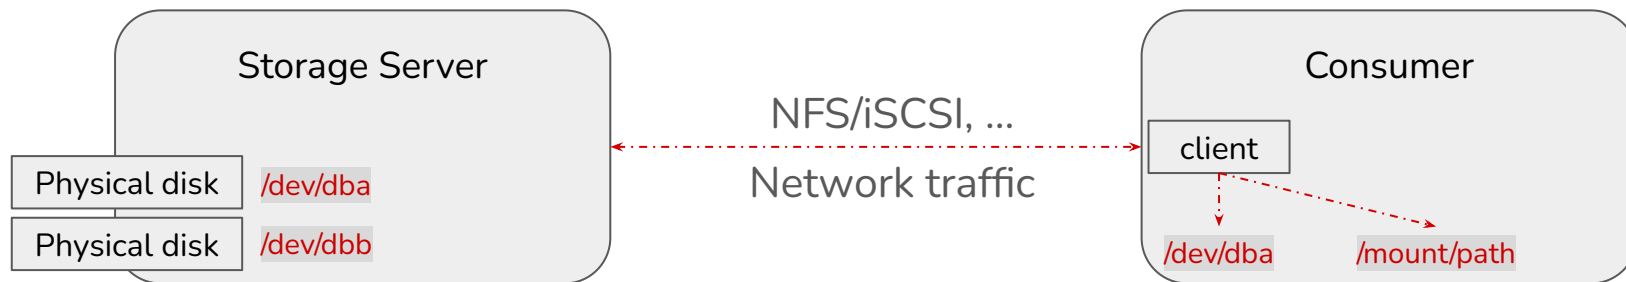 Storage Server
Physical disk
/dev/dba
Physical disk
/dev/dbb
NFS/iSCSI, ...
Network traffic
Consumer
client
/dev/dba
/mount/path